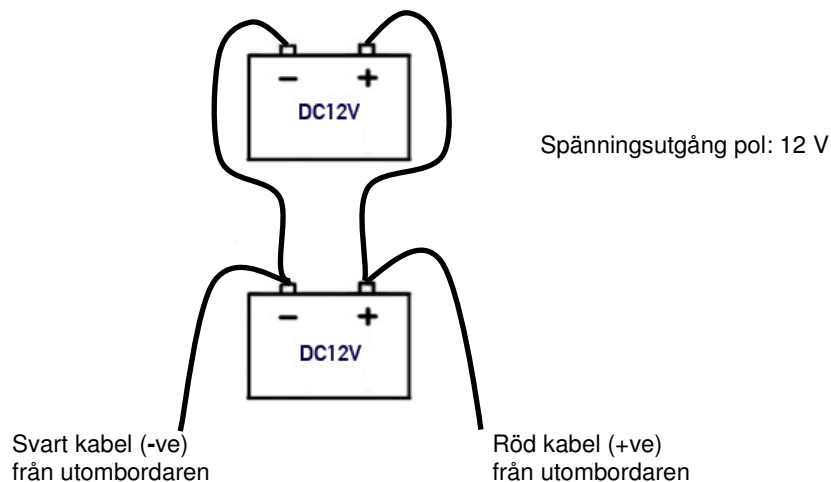 − +
DC12V
Spänningsutgång pol: 12 V
− +
DC12V
Svart kabel (-ve)
från utombordaren
Röd kabel (+ve)
från utombordaren